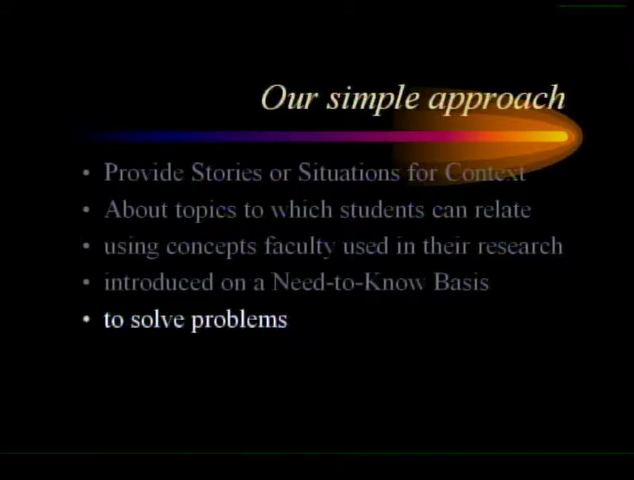 Our simple approach
• Provide Stories or Situations for Context
• About topics to which students can relate
• using concepts faculty used in their research
• introduced on a Need-to-Know Basis
• to solve problems